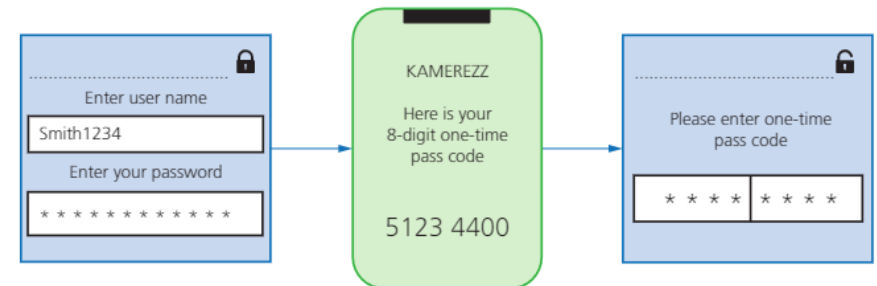 Enter user name
Smith1234
Enter your password
* * * * * * * * * * * *
KAMEREZZ
Here is your
8-digit one-time
pass code
5123 4400
Please enter one-time
pass code
* * * * * * * *